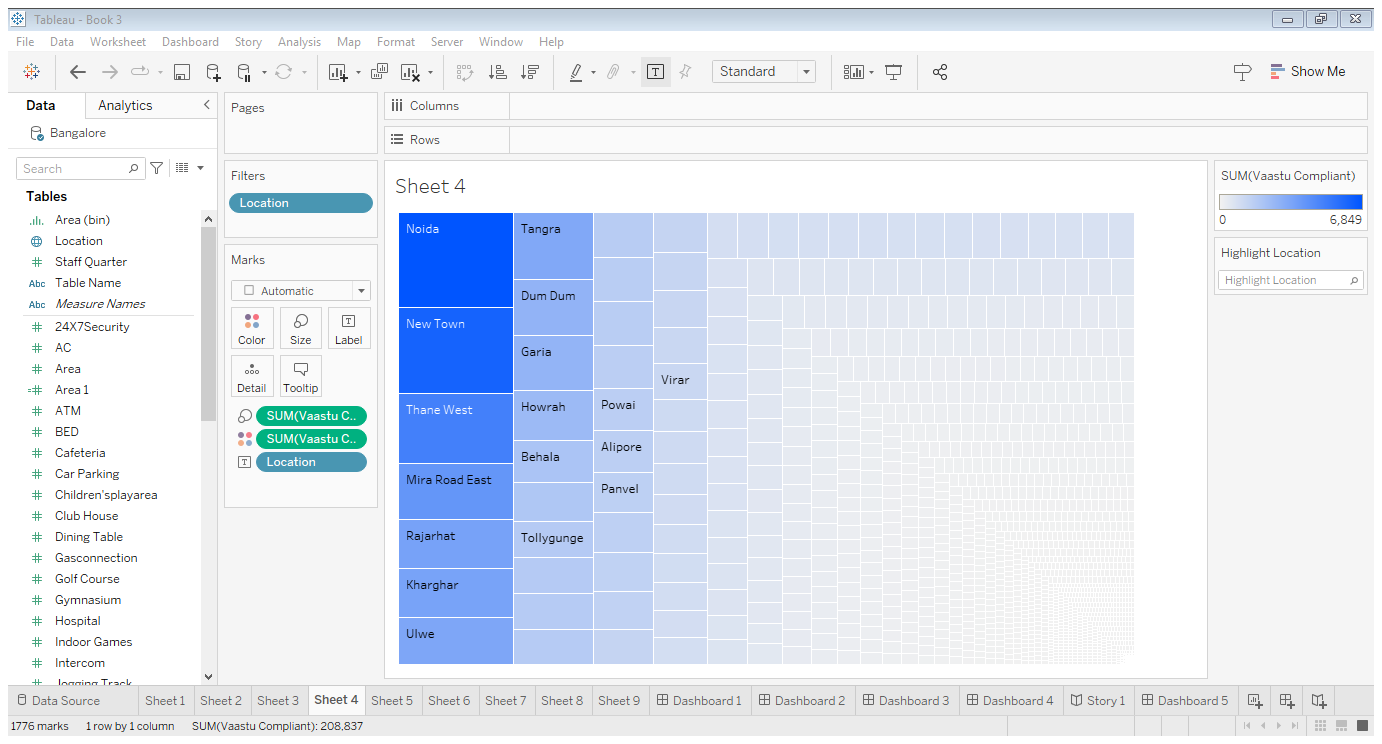 Tableau - Book 3
File Data Worksheet Dashboard Story Analysis Map Format Server Window Help
Standard
Show Me
Data Analytics
Bangalore
Search
Tables
Area (bin)
Location
Staff Quarter
Abc Table Name
Abc Measure Names
24X7Security
AC
Area
Area 1
ATM
BED
Cafeteria
Car Parking
Children'splayarea
Club House
Dining Table
Gasconnection
Golf Course
Gymnasium
Hospital
Indoor Games
Intercom
Jogging Track
Pages
Filters
Location
Marks
Automatic
Color Size Label
Detail Tooltip
SUM(Vaastu C..
SUM(Vaastu C..
Location
Columns
Rows
Sheet 4
Noida
New Town
Thane West
Mira Road East
Rajarhat
Kharghar
Ulwe
Tangra
Dum Dum
Garia
Howrah
Behala
Tollygunge
Powai
Alipore
Panvel
Virar
SUM(Vaastu Compliant)
0 6,849
Highlight Location
Highlight Location
Data Source Sheet 1 Sheet 2 Sheet 3 Sheet 4 Sheet 5 Sheet 6 Sheet 7 Sheet 8 Sheet 9 Dashboard 1 Dashboard 2 Dashboard 3 Dashboard 4 Story 1 Dashboard 5
1776 marks 1 row by 1 column SUM(Vaastu Compliant): 208,837